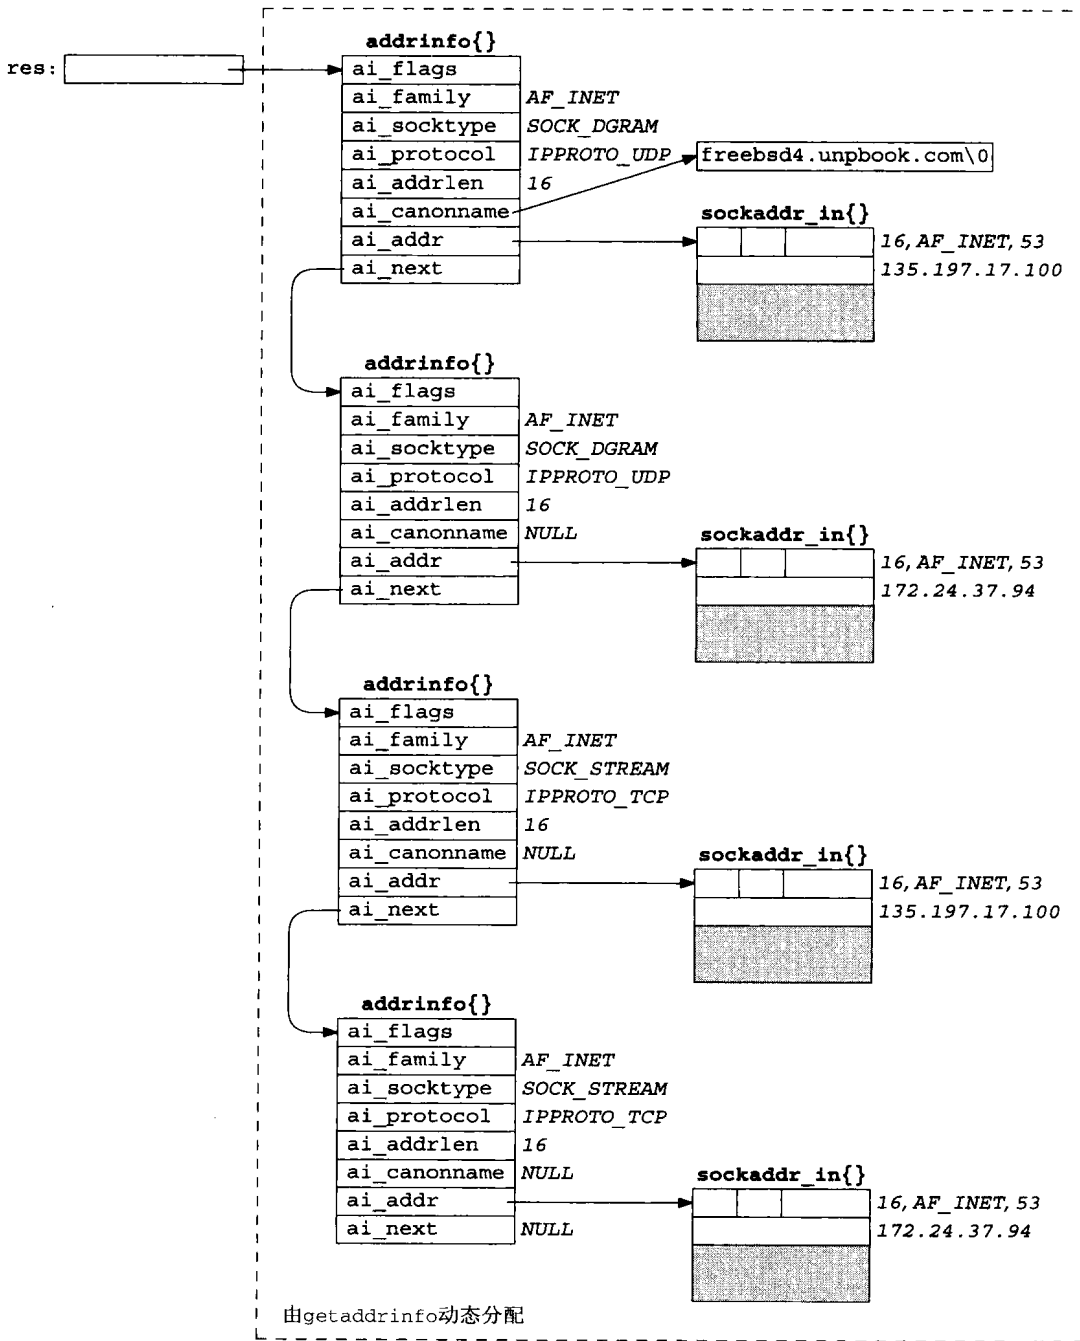 addrinfo{}
res:
ai_flags
ai_family AF_INET
ai_socktype SOCK_DGRAM
ai_protocol IPPROTO_UDP
freebsd4.unpbook.com\0
ai_addrlen 16
ai_canonname
sockaddr_in{}
ai_addr
16, AF_INET, 53
ai_next
135.197.17.100
addrinfo{}
ai_flags
ai_family AF_INET
ai_socktype SOCK_DGRAM
ai_protocol IPPROTO_UDP
ai_addrlen 16
ai_canonname NULL
sockaddr_in{}
ai_addr
16, AF_INET, 53
ai_next
172.24.37.94
addrinfo{}
ai_flags
ai_family AF_INET
ai_socktype SOCK_STREAM
ai_protocol IPPROTO_TCP
ai_addrlen 16
ai_canonname NULL
sockaddr_in{}
ai_addr
16, AF_INET, 53
ai_next
135.197.17.100
addrinfo{}
ai_flags
ai_family AF_INET
ai_socktype SOCK_STREAM
ai_protocol IPPROTO_TCP
ai_addrlen 16
ai_canonname NULL
sockaddr_in{}
ai_addr
16, AF_INET, 53
ai_next NULL
172.24.37.94
由getaddrinfo动态分配